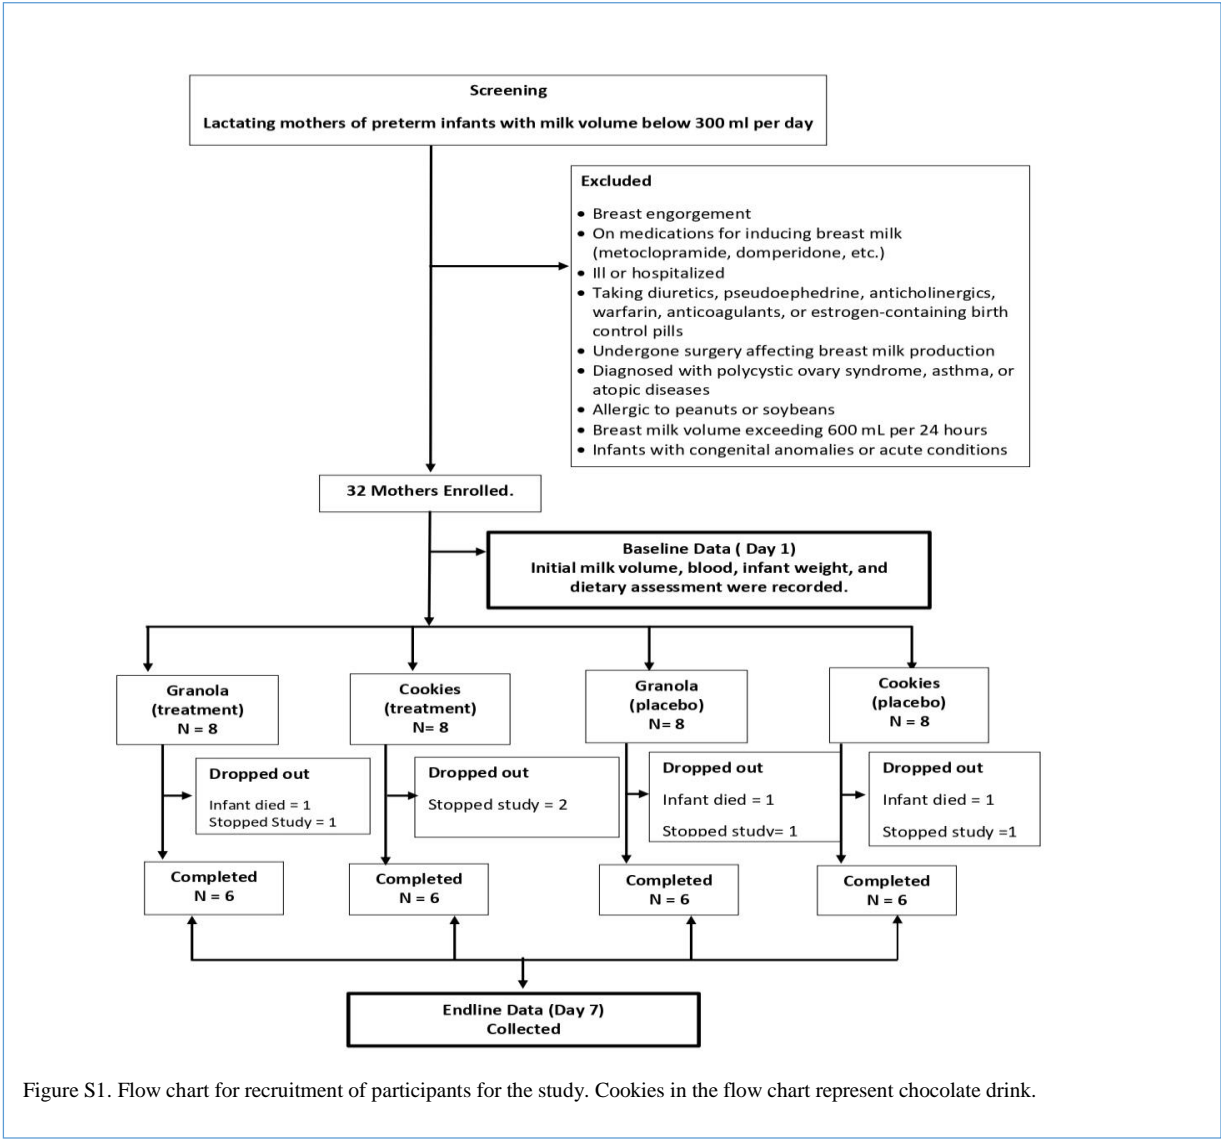 Screening
Lactating mothers of preterm infants with milk volume below 300 ml per day
Excluded
• Breast engorgement
• On medications for inducing breast milk
(metoclopramide, domperidone, etc.)
• Ill or hospitalized
• Taking diuretics, pseudoephedrine, anticholinergics,
warfarin, anticoagulants, or estrogen-containing birth
control pills
• Undergone surgery affecting breast milk production
• Diagnosed with polycystic ovary syndrome, asthma, or
atopic diseases
• Allergic to peanuts or soybeans
• Breast milk volume exceeding 600 mL per 24 hours
• Infants with congenital anomalies or acute conditions
32 Mothers Enrolled.
Baseline Data ( Day 1)
Initial milk volume, blood, infant weight, and
dietary assessment were recorded.
Granola
(treatment)
N = 8
Cookies
(treatment)
N= 8
Granola
(placebo)
N= 8
Cookies
(placebo)
N = 8
Dropped out
Infant died = 1
Stopped Study = 1
Dropped out
Stopped study = 2
Dropped out
Infant died = 1
Stopped study= 1
Dropped out
Infant died = 1
Stopped study =1
Completed
N = 6
Completed
N = 6
Completed
N = 6
Completed
N = 6
Endline Data (Day 7)
Collected
Figure S1. Flow chart for recruitment of participants for the study. Cookies in the flow chart represent chocolate drink.